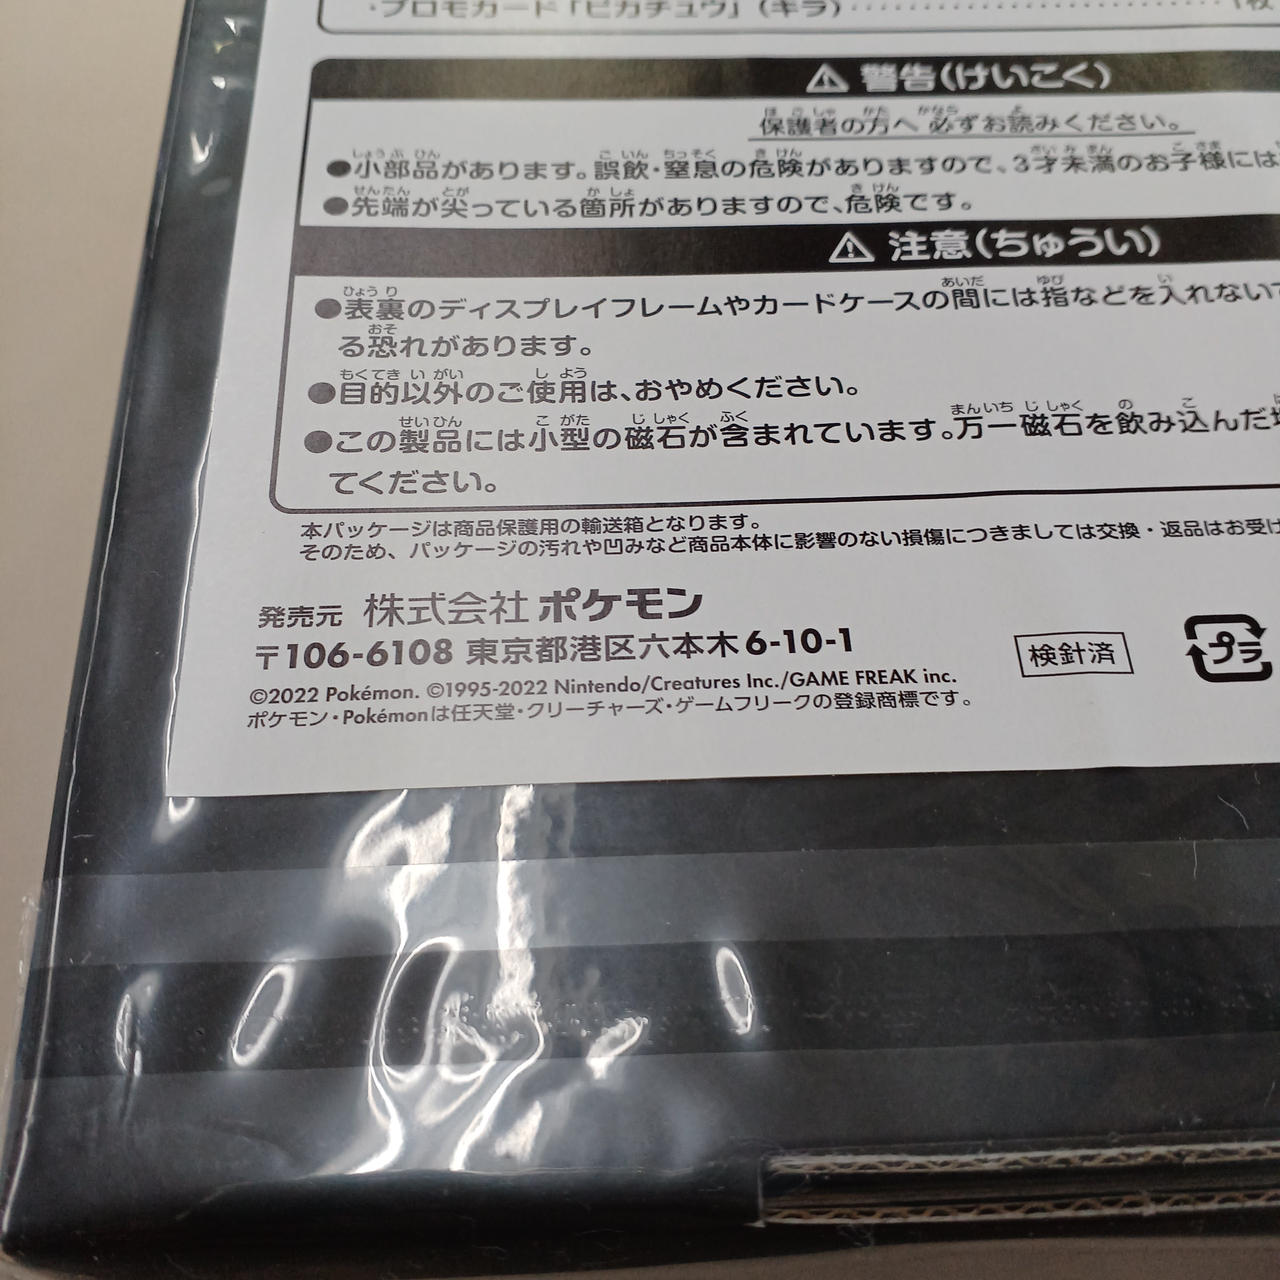 ・プロモカード「ピカチュウ」（キラ）……………………………1枚
⚠ 警告（けいこく）
保護者の方へ 必ずお読みください。
●小部品があります。誤飲・窒息の危険がありますので、3才未満のお子様には
●先端が尖っている箇所がありますので、危険です。
⚠ 注意（ちゅうい）
●表裏のディスプレイフレームやカードケースの間には指などを入れないで
る恐れがあります。
●目的以外のご使用は、おやめください。
●この製品には小型の磁石が含まれています。万一磁石を飲み込んだ場
てください。
本パッケージは商品保護用の輸送箱となります。
そのため、パッケージの汚れや凹みなど商品本体に影響のない損傷につきましては交換・返品はお受け
発売元 株式会社ポケモン
〒106-6108 東京都港区六本木6-10-1
検針済
プラ
©2022 Pokémon. ©1995-2022 Nintendo/Creatures Inc./GAME FREAK inc.
ポケモン・Pokémonは任天堂・クリーチャーズ・ゲームフリークの登録商標です。